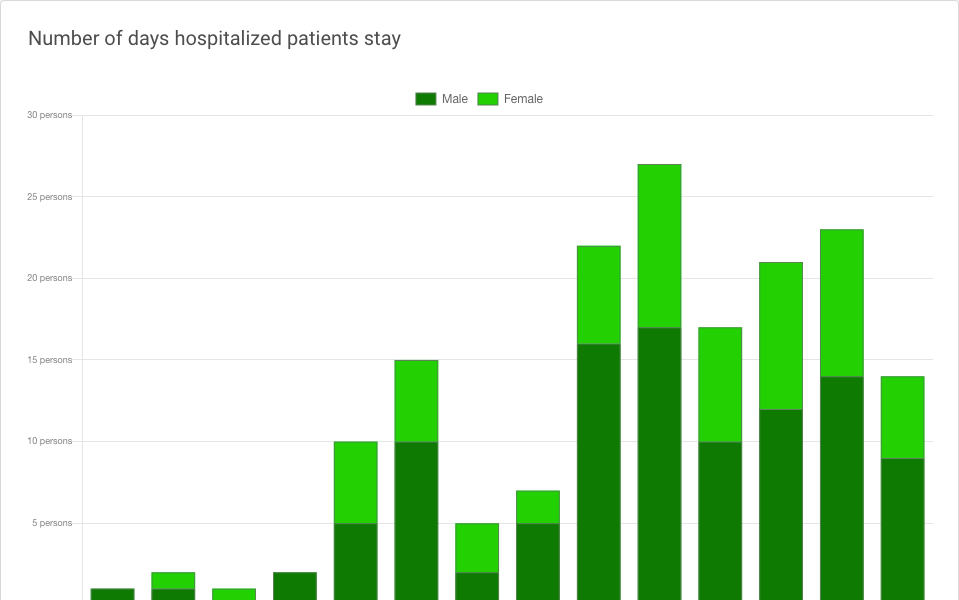 Number of days hospitalized patients stay
Male Female
30 persons
25 persons
20 persons
15 persons
10 persons
5 persons